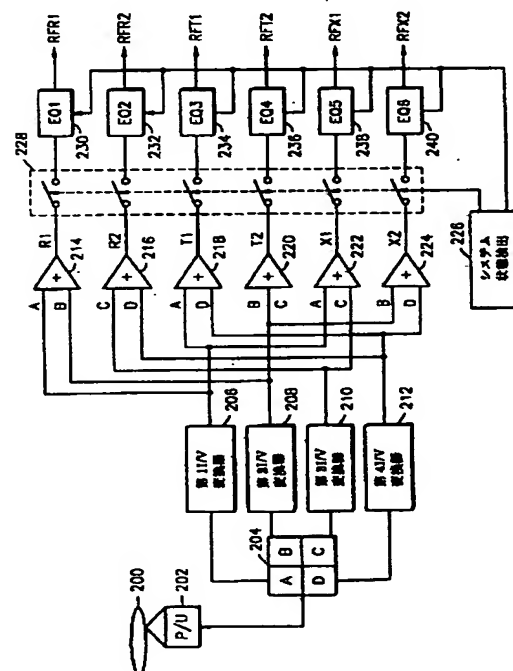 200
202
P/U
204
A
B
D
C
第1I/V
変換器
206
第2I/V
変換器
208
第3I/V
変換器
210
第4I/V
変換器
212
A
B
+
R1
214
C
D
+
R2
216
A
D
+
T1
218
B
C
+
T2
220
A
C
+
X1
222
B
D
+
X2
224
228
システム
状態検出
226
EQ1
230
RFR1
EQ2
232
RFR2
EQ3
234
RFT1
EQ4
236
RFT2
EQ5
238
RFX1
EQ6
240
RFX2